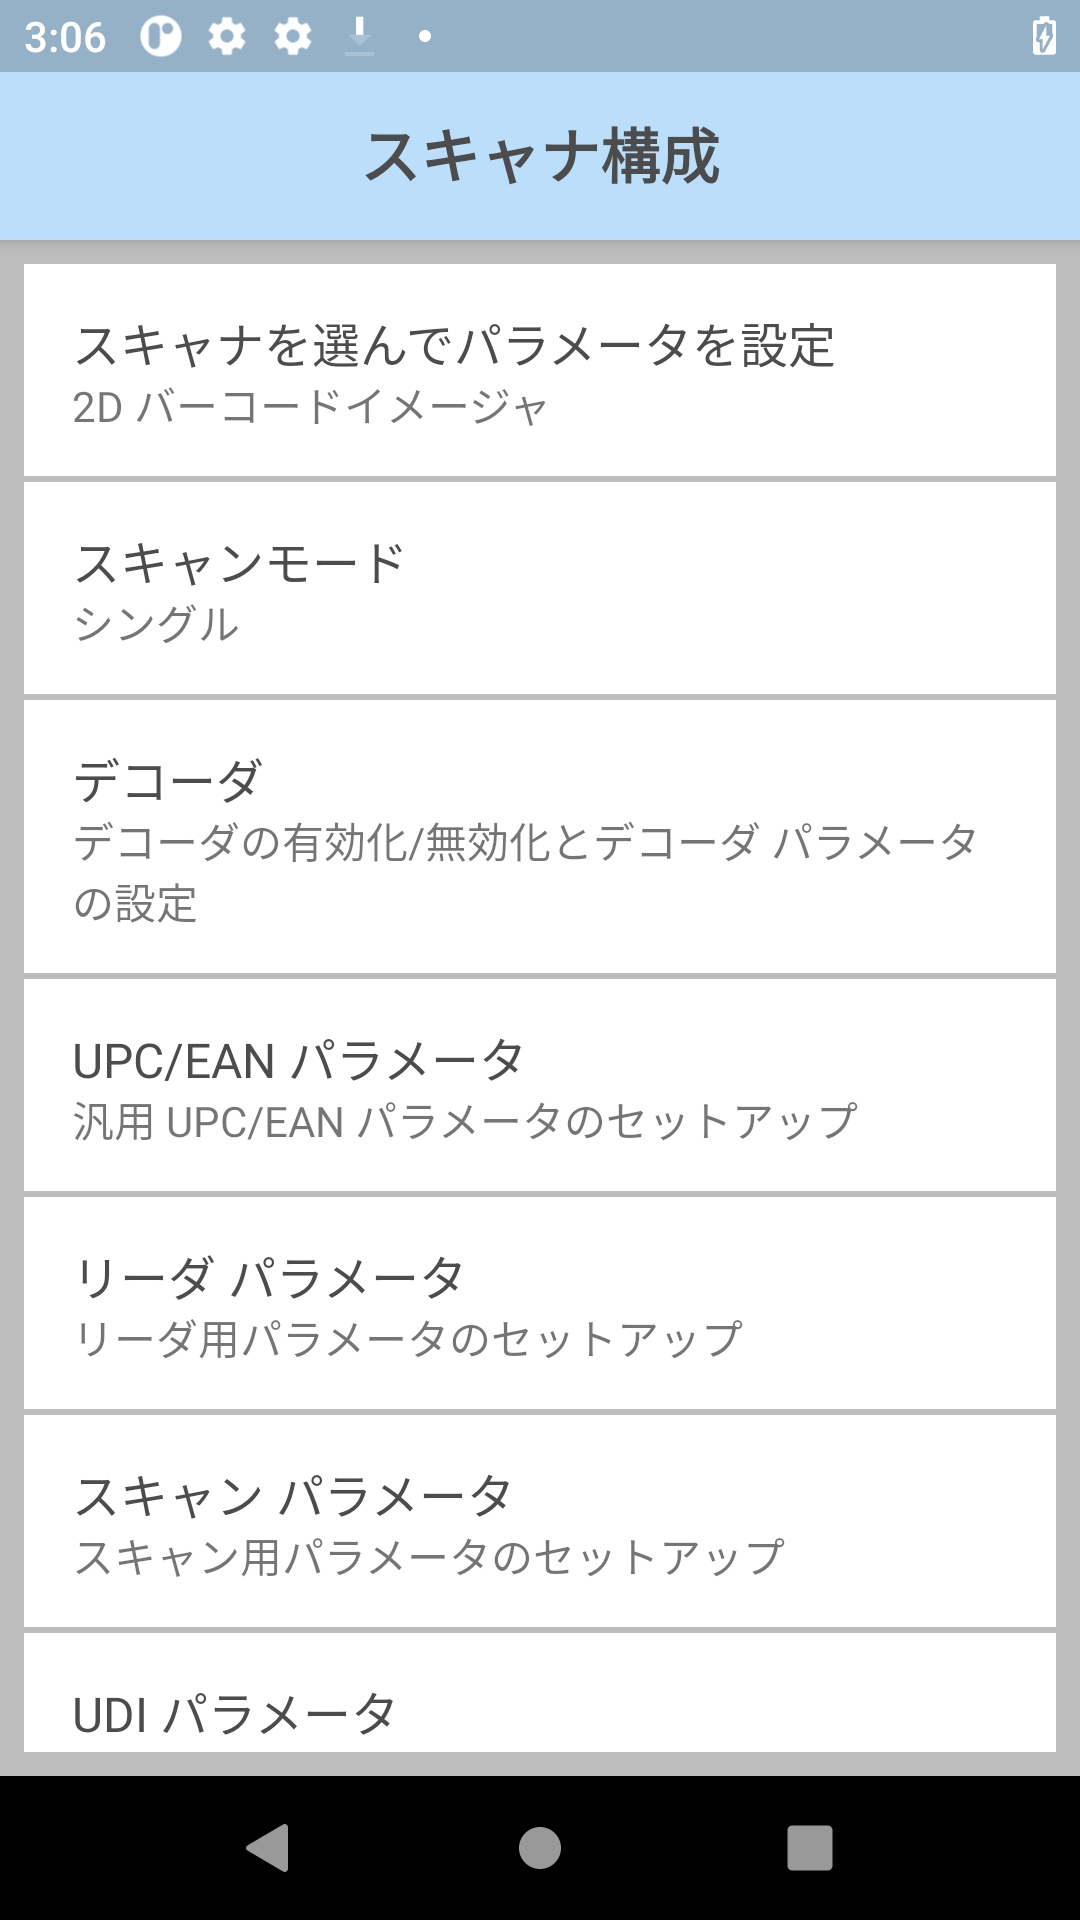 3:06
スキャナ構成
スキャナを選んでパラメータを設定
2D バーコードイメージャ
スキャンモード
シングル
デコーダ
デコーダの有効化/無効化とデコーダ パラメータ
の設定
UPC/EAN パラメータ
汎用 UPC/EAN パラメータのセットアップ
リーダ パラメータ
リーダ用パラメータのセットアップ
スキャン パラメータ
スキャン用パラメータのセットアップ
UDI パラメータ